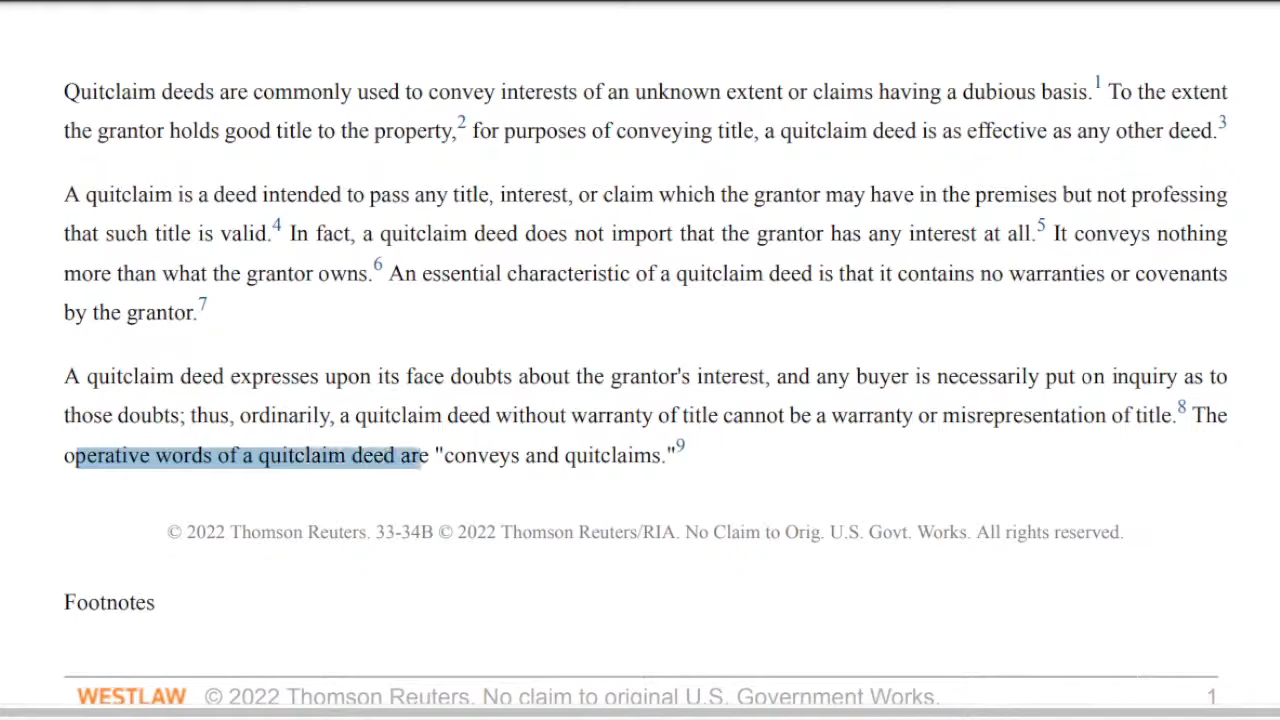 Quitclaim deeds are commonly used to convey interests of an unknown extent or claims having a dubious basis.1 To the extent
the grantor holds good title to the property,2 for purposes of conveying title, a quitclaim deed is as effective as any other deed.3
A quitclaim is a deed intended to pass any title, interest, or claim which the grantor may have in the premises but not professing
that such title is valid.4 In fact, a quitclaim deed does not import that the grantor has any interest at all.5 It conveys nothing
more than what the grantor owns.6 An essential characteristic of a quitclaim deed is that it contains no warranties or covenants
by the grantor.7
A quitclaim deed expresses upon its face doubts about the grantor's interest, and any buyer is necessarily put on inquiry as to
those doubts; thus, ordinarily, a quitclaim deed without warranty of title cannot be a warranty or misrepresentation of title.8 The
operative words of a quitclaim deed are "conveys and quitclaims."9
© 2022 Thomson Reuters. 33-34B © 2022 Thomson Reuters/RIA. No Claim to Orig. U.S. Govt. Works. All rights reserved.
Footnotes
WESTLAW © 2022 Thomson Reuters. No claim to original U.S. Government Works. 1